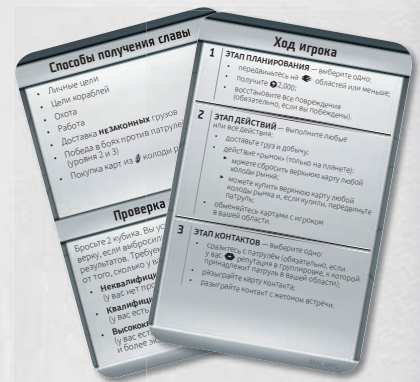 Способы получения славы
• Личные цели
• Цели кораблей
• Охота
• Работа
• Доставка НЕЗАКОННЫХ грузов
• Победа в боях против патрулей
(уровня 2 и 3)
• Покупка карт из колоды
Проверка
Бросьте 2 кубика. Вы
верку, если выбросил
результатов. Требуем
от того, сколько у в
• Неквалифиц
(у вас нет про
• Квалифиц
(у вас есть
• Высококв
(у вас есть
и более эк
Ход игрока
1 ЭТАП ПЛАНИРОВАНИЯ — выберите одно:
• передвиньтесь на областей или меньше;
• получите 2,000;
• восстановите все повреждения
(обязательно, если вы побеждены).
2 ЭТАП ДЕЙСТВИЙ — выполните любые
или все действия:
• доставьте груз и добычу;
• действие «рынок» (только на планете):
▸ можете сбросить верхнюю карту любой
колоды рынка;
▸ можете купить верхнюю карту любой
колоды рынка и, если купили, передвиньте
патруль;
• обменяйтесь картами с игроком
в вашей области.
3 ЭТАП КОНТАКТОВ — выберите одно:
• сразитесь с патрулём (обязательно, если
у вас репутация в группировке, к которой
принадлежит патруль в вашей области);
• разыграйте карту контакта;
• разыграйте контакт с жетоном встречи.